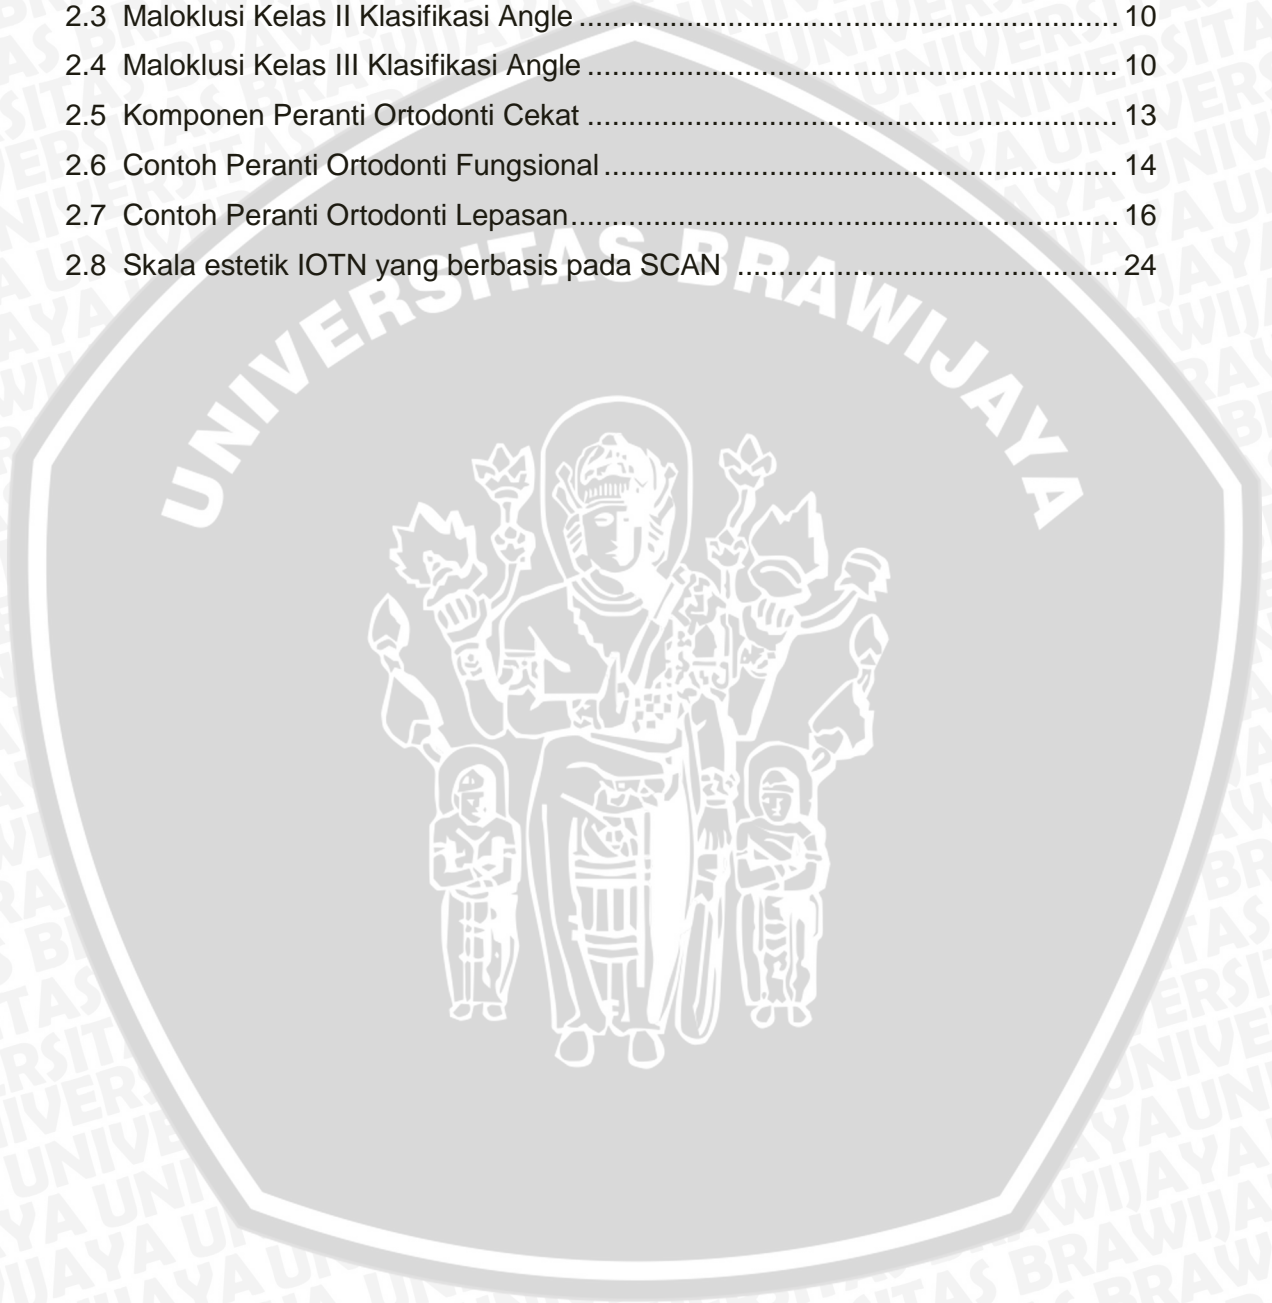 2.3 Maloklusi Kelas II Klasifikasi Angle ................................................................. 10
2.4 Maloklusi Kelas III Klasifikasi Angle ................................................................ 10
2.5 Komponen Peranti Ortodonti Cekat ................................................................ 13
2.6 Contoh Peranti Ortodonti Fungsional .............................................................. 14
2.7 Contoh Peranti Ortodonti Lepasan.................................................................. 16
2.8 Skala estetik IOTN yang berbasis pada SCAN .............................................. 24
UNIVERSITAS BRAWIJAYA